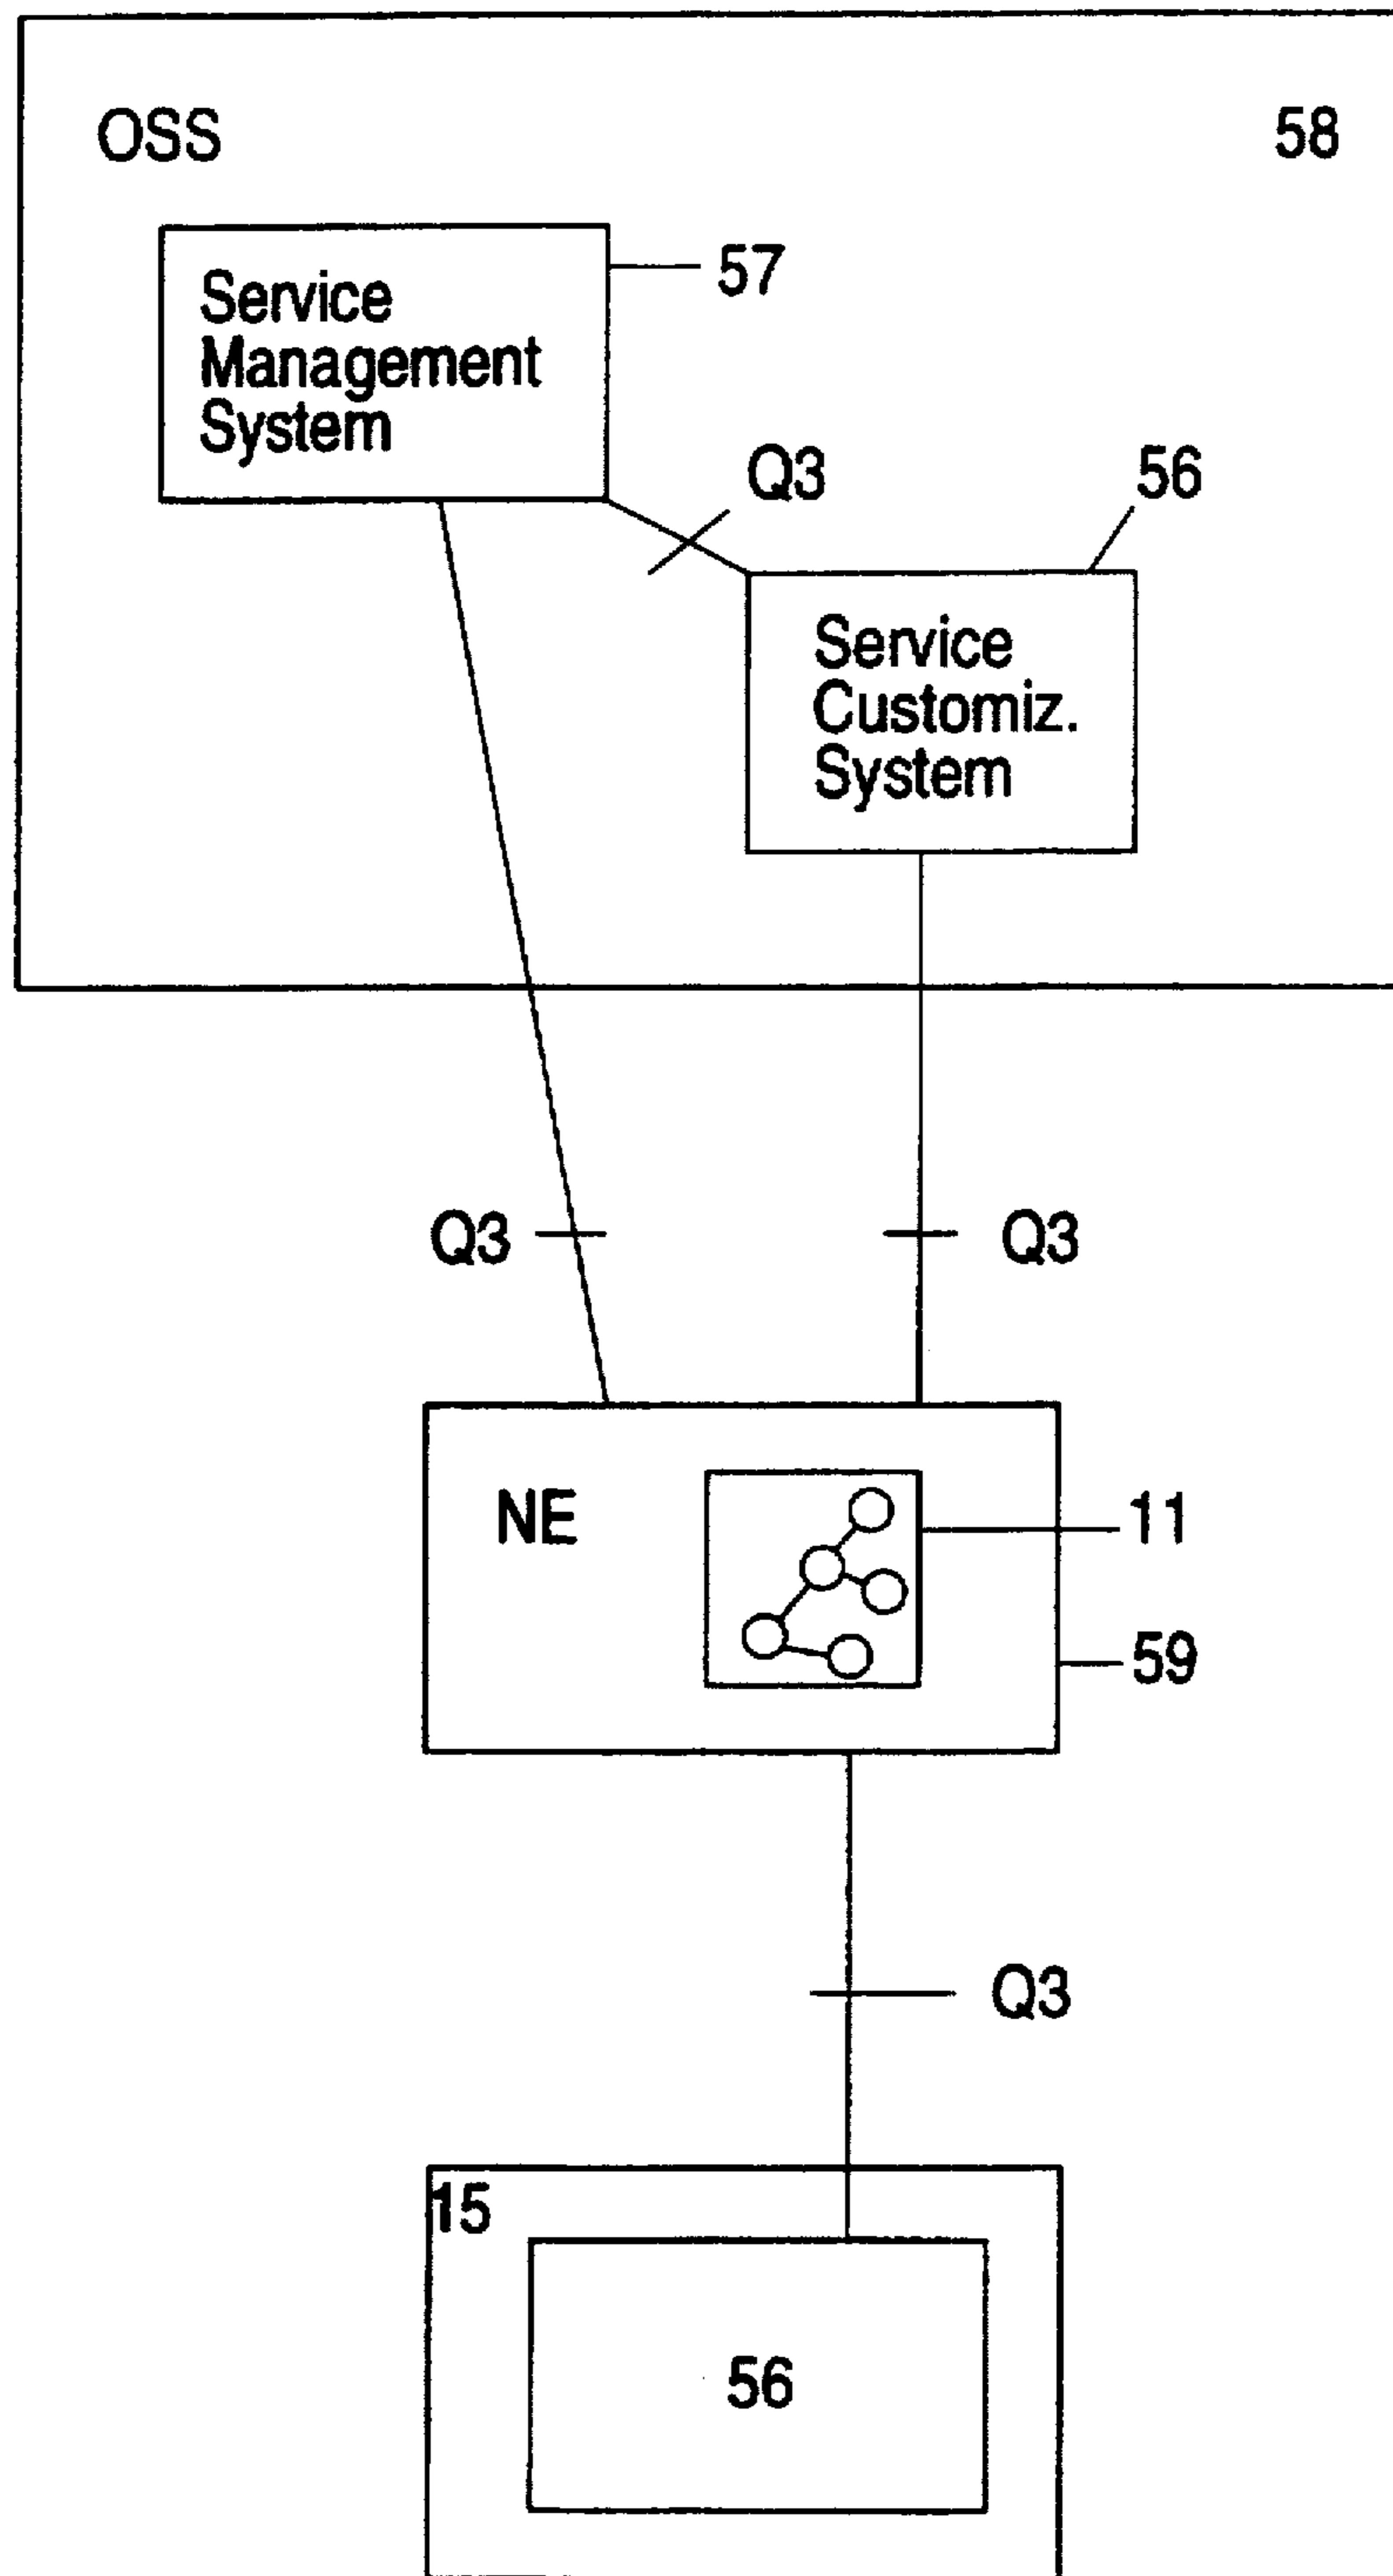 OSS
58
Service
Management
System
57
Q3
56
Service
Customiz.
System
Q3
Q3
NE
11
59
Q3
15
56